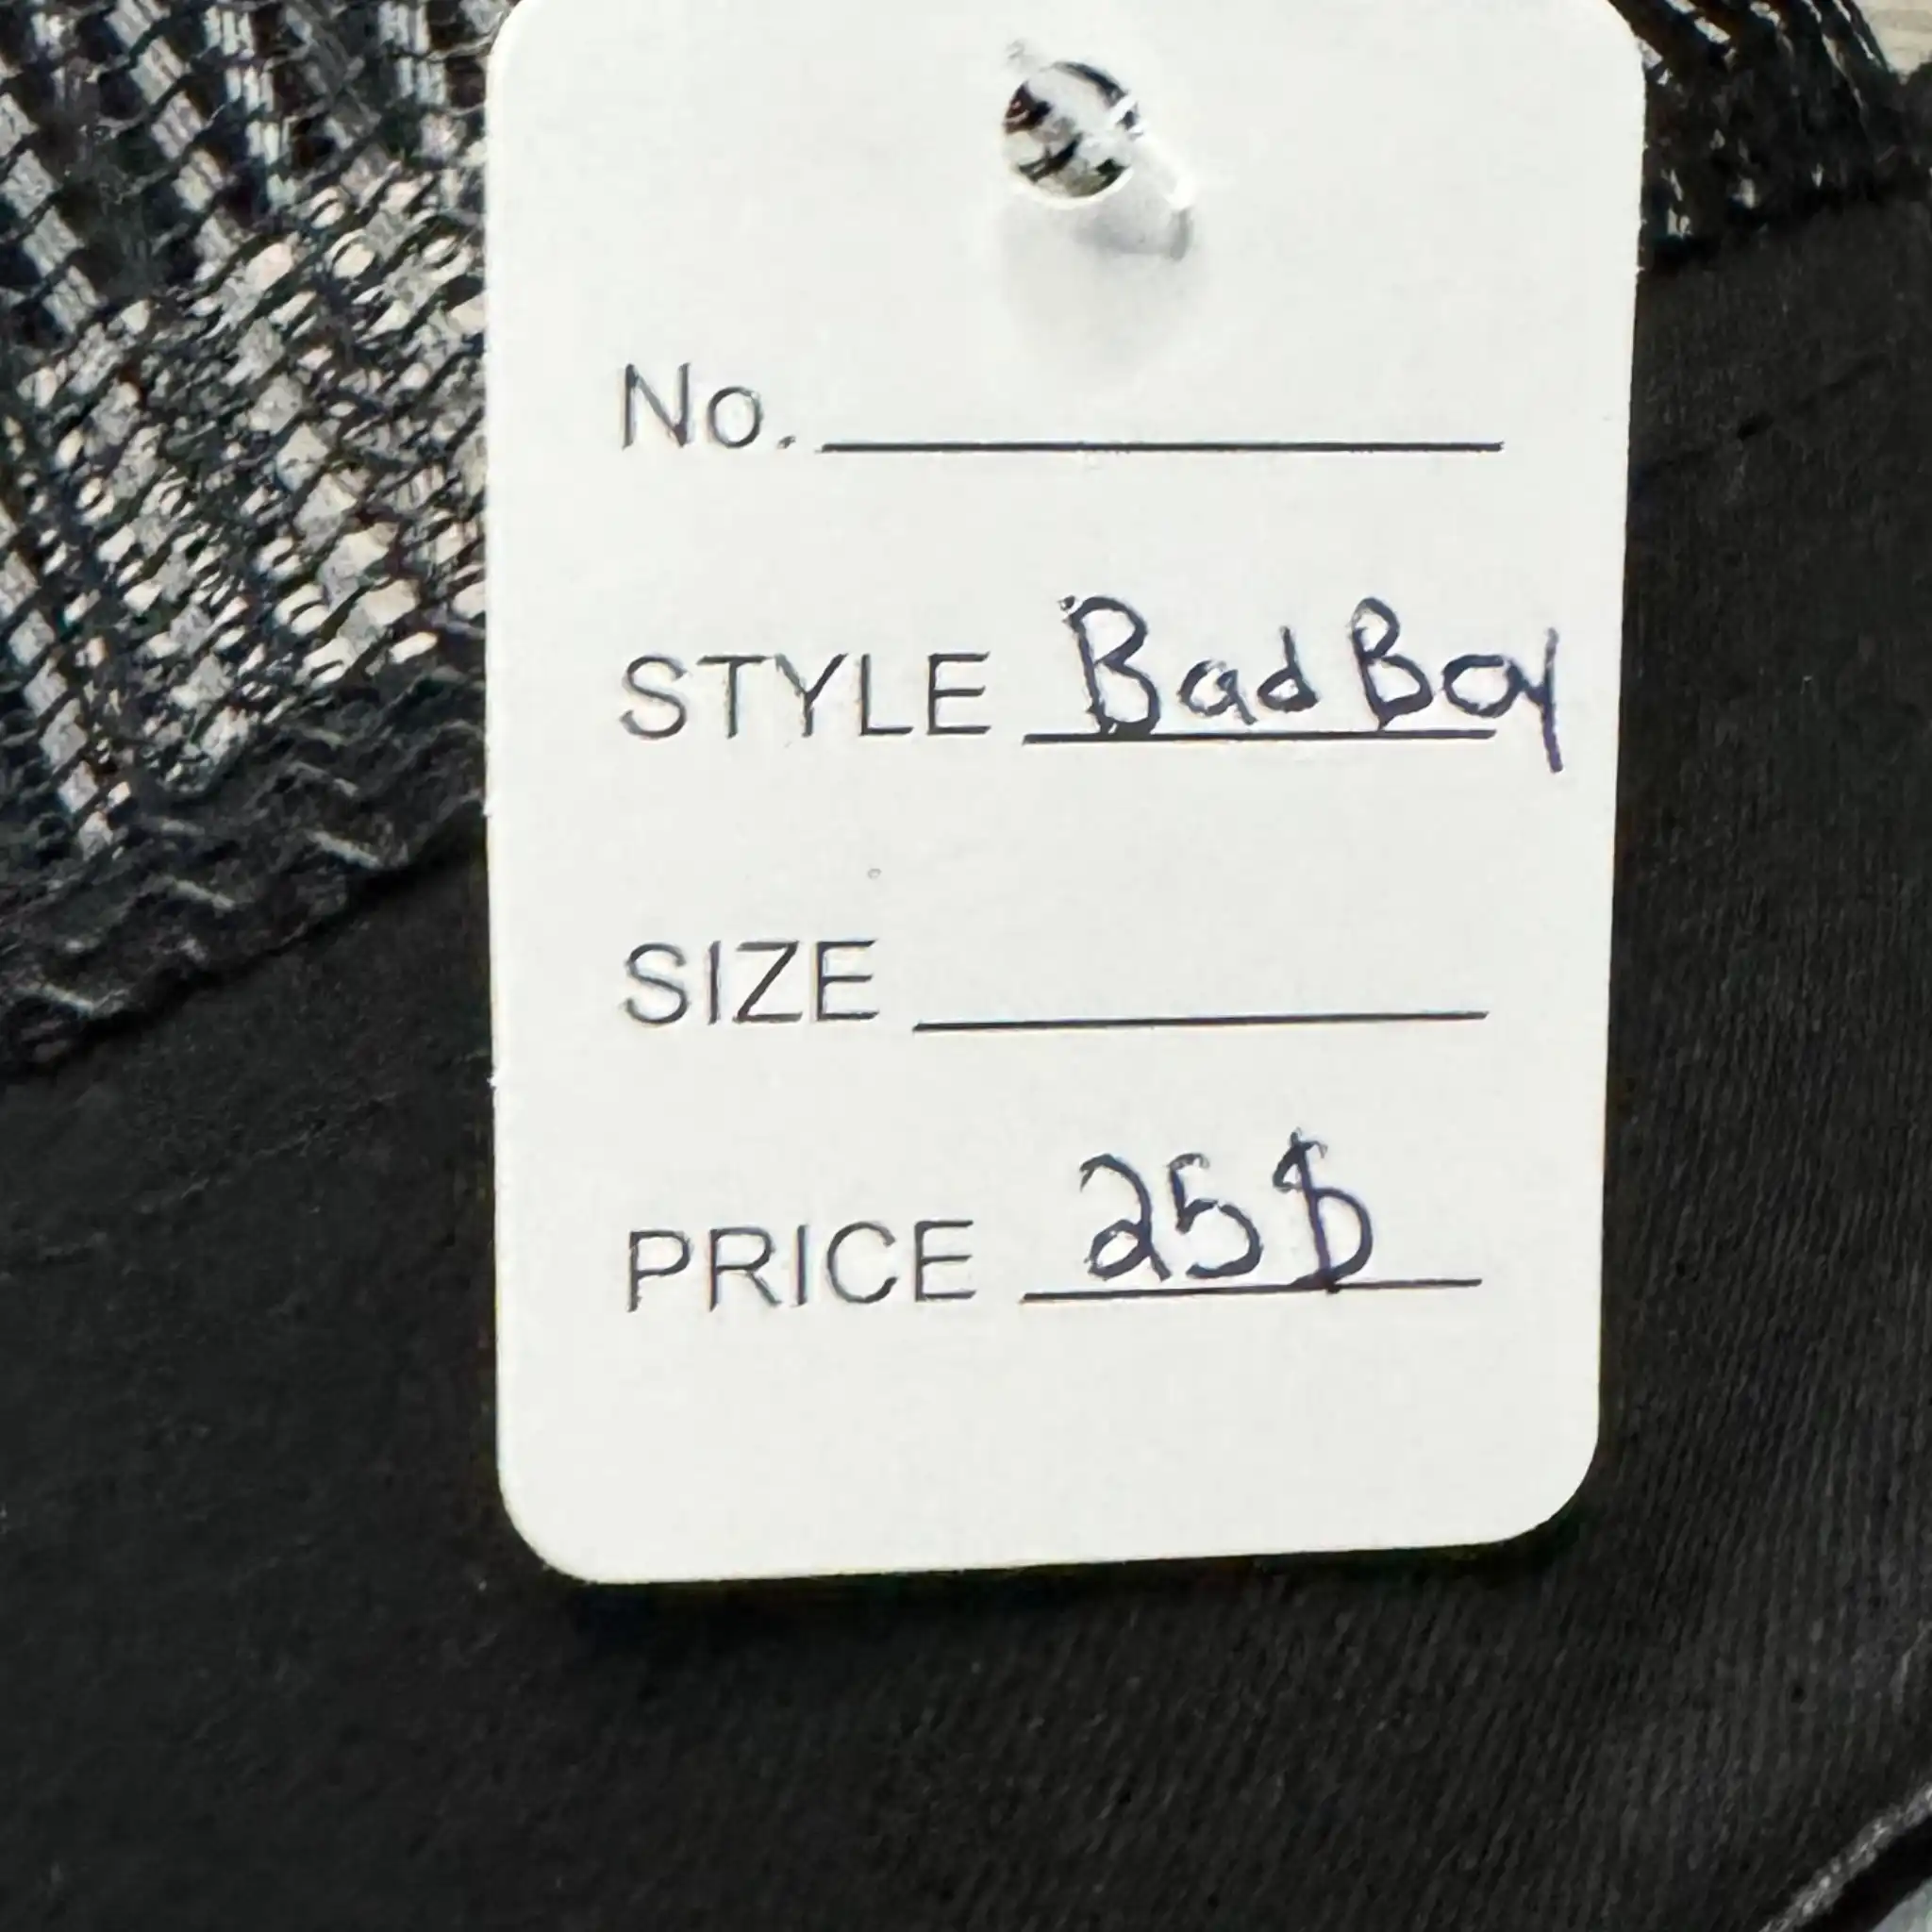 No.
STYLE Bad Boy
SIZE
PRICE 25$